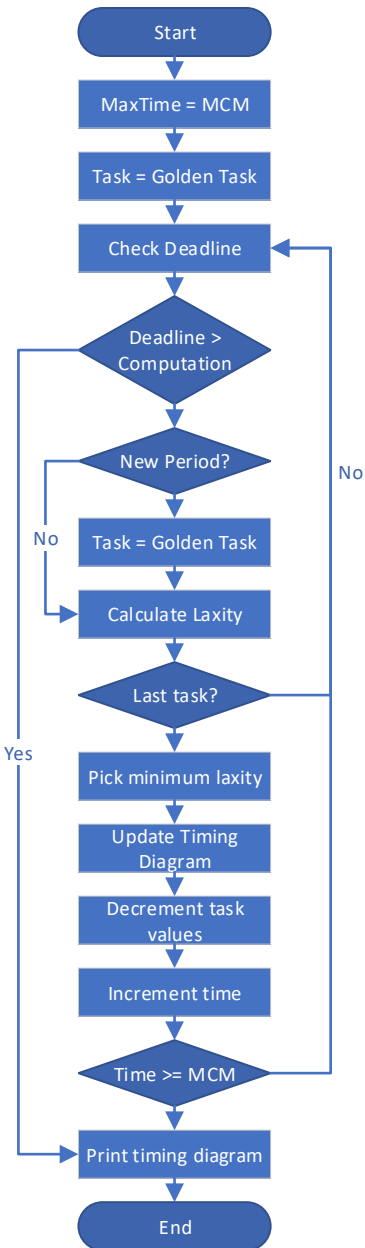 Start
MaxTime = MCM
Task = Golden Task
Check Deadline
Deadline >
Computation
New Period?
No
No
Task = Golden Task
Calculate Laxity
Last task?
Yes
Pick minimum laxity
Update Timing
Diagram
Decrement task
values
Increment time
Time >= MCM
Print timing diagram
End